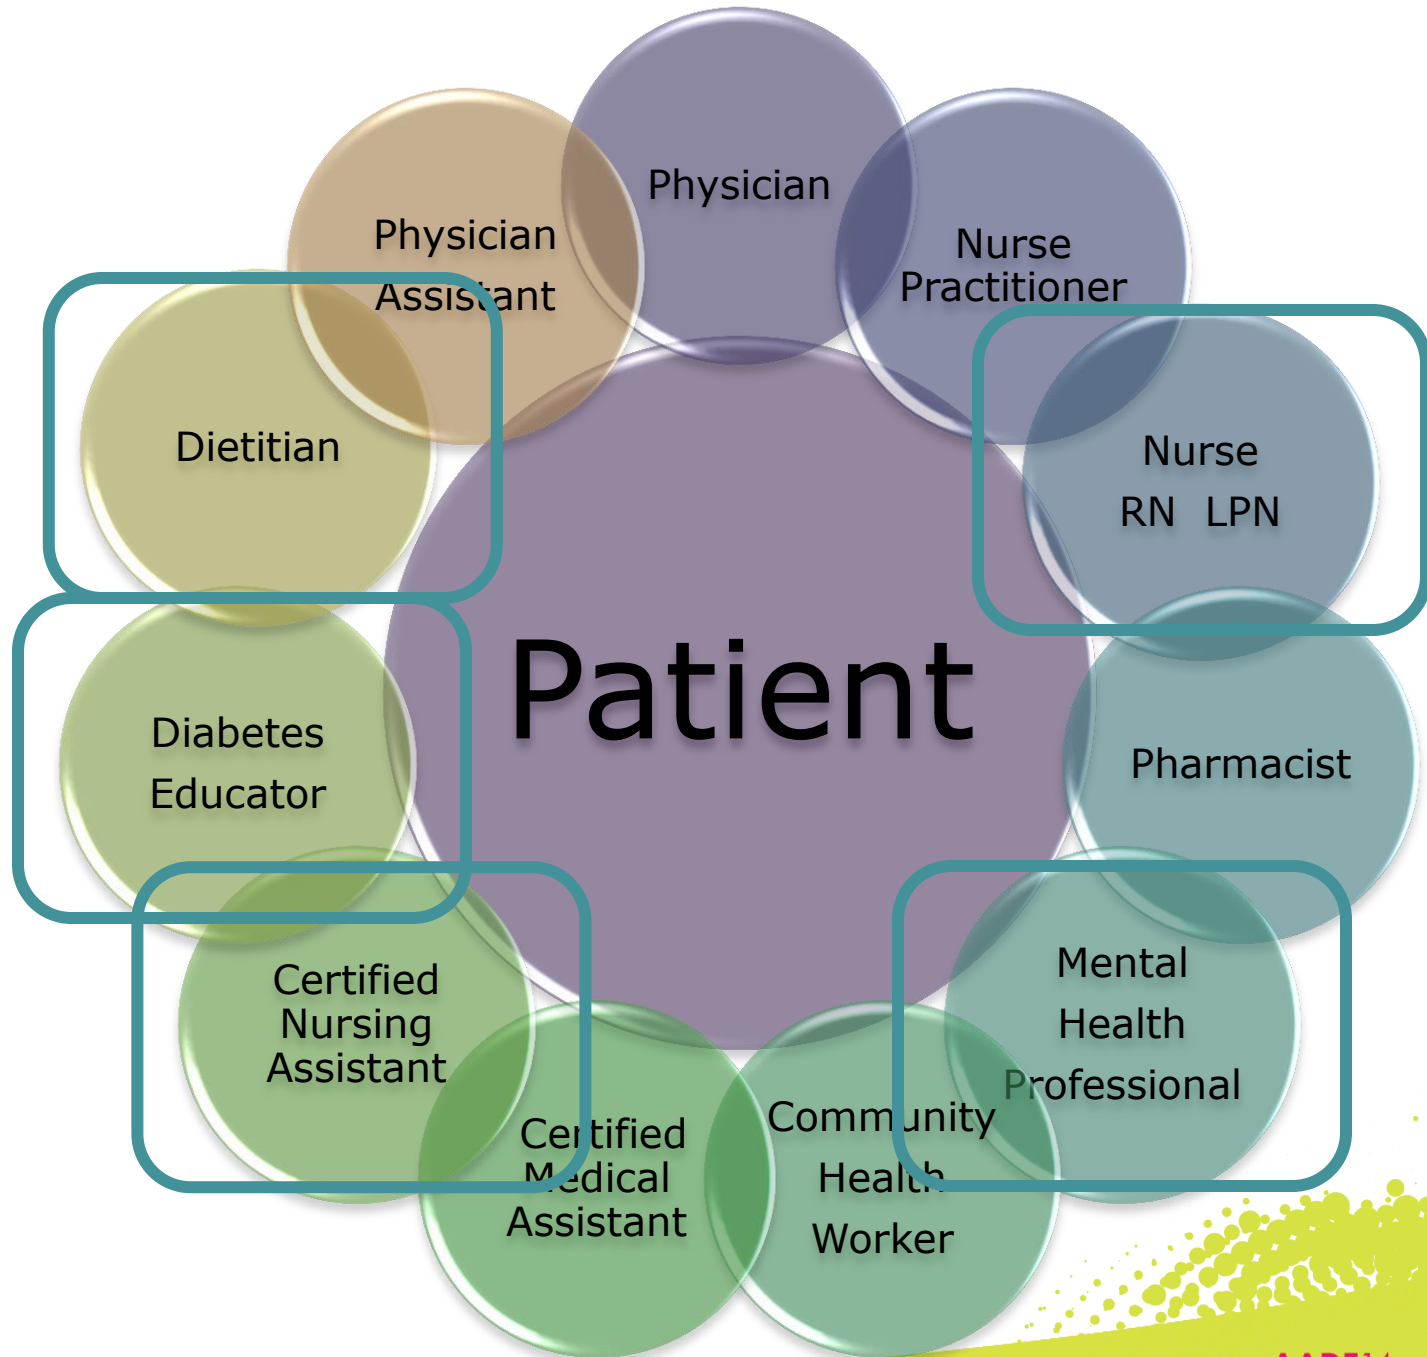 Physician
Physician
Assistant
Nurse
Practitioner
Dietitian
Nurse
RN LPN
Patient
Diabetes
Educator
Pharmacist
Certified
Nursing
Assistant
Mental
Health
Professional
Certified
Medical
Assistant
Community
Health
Worker